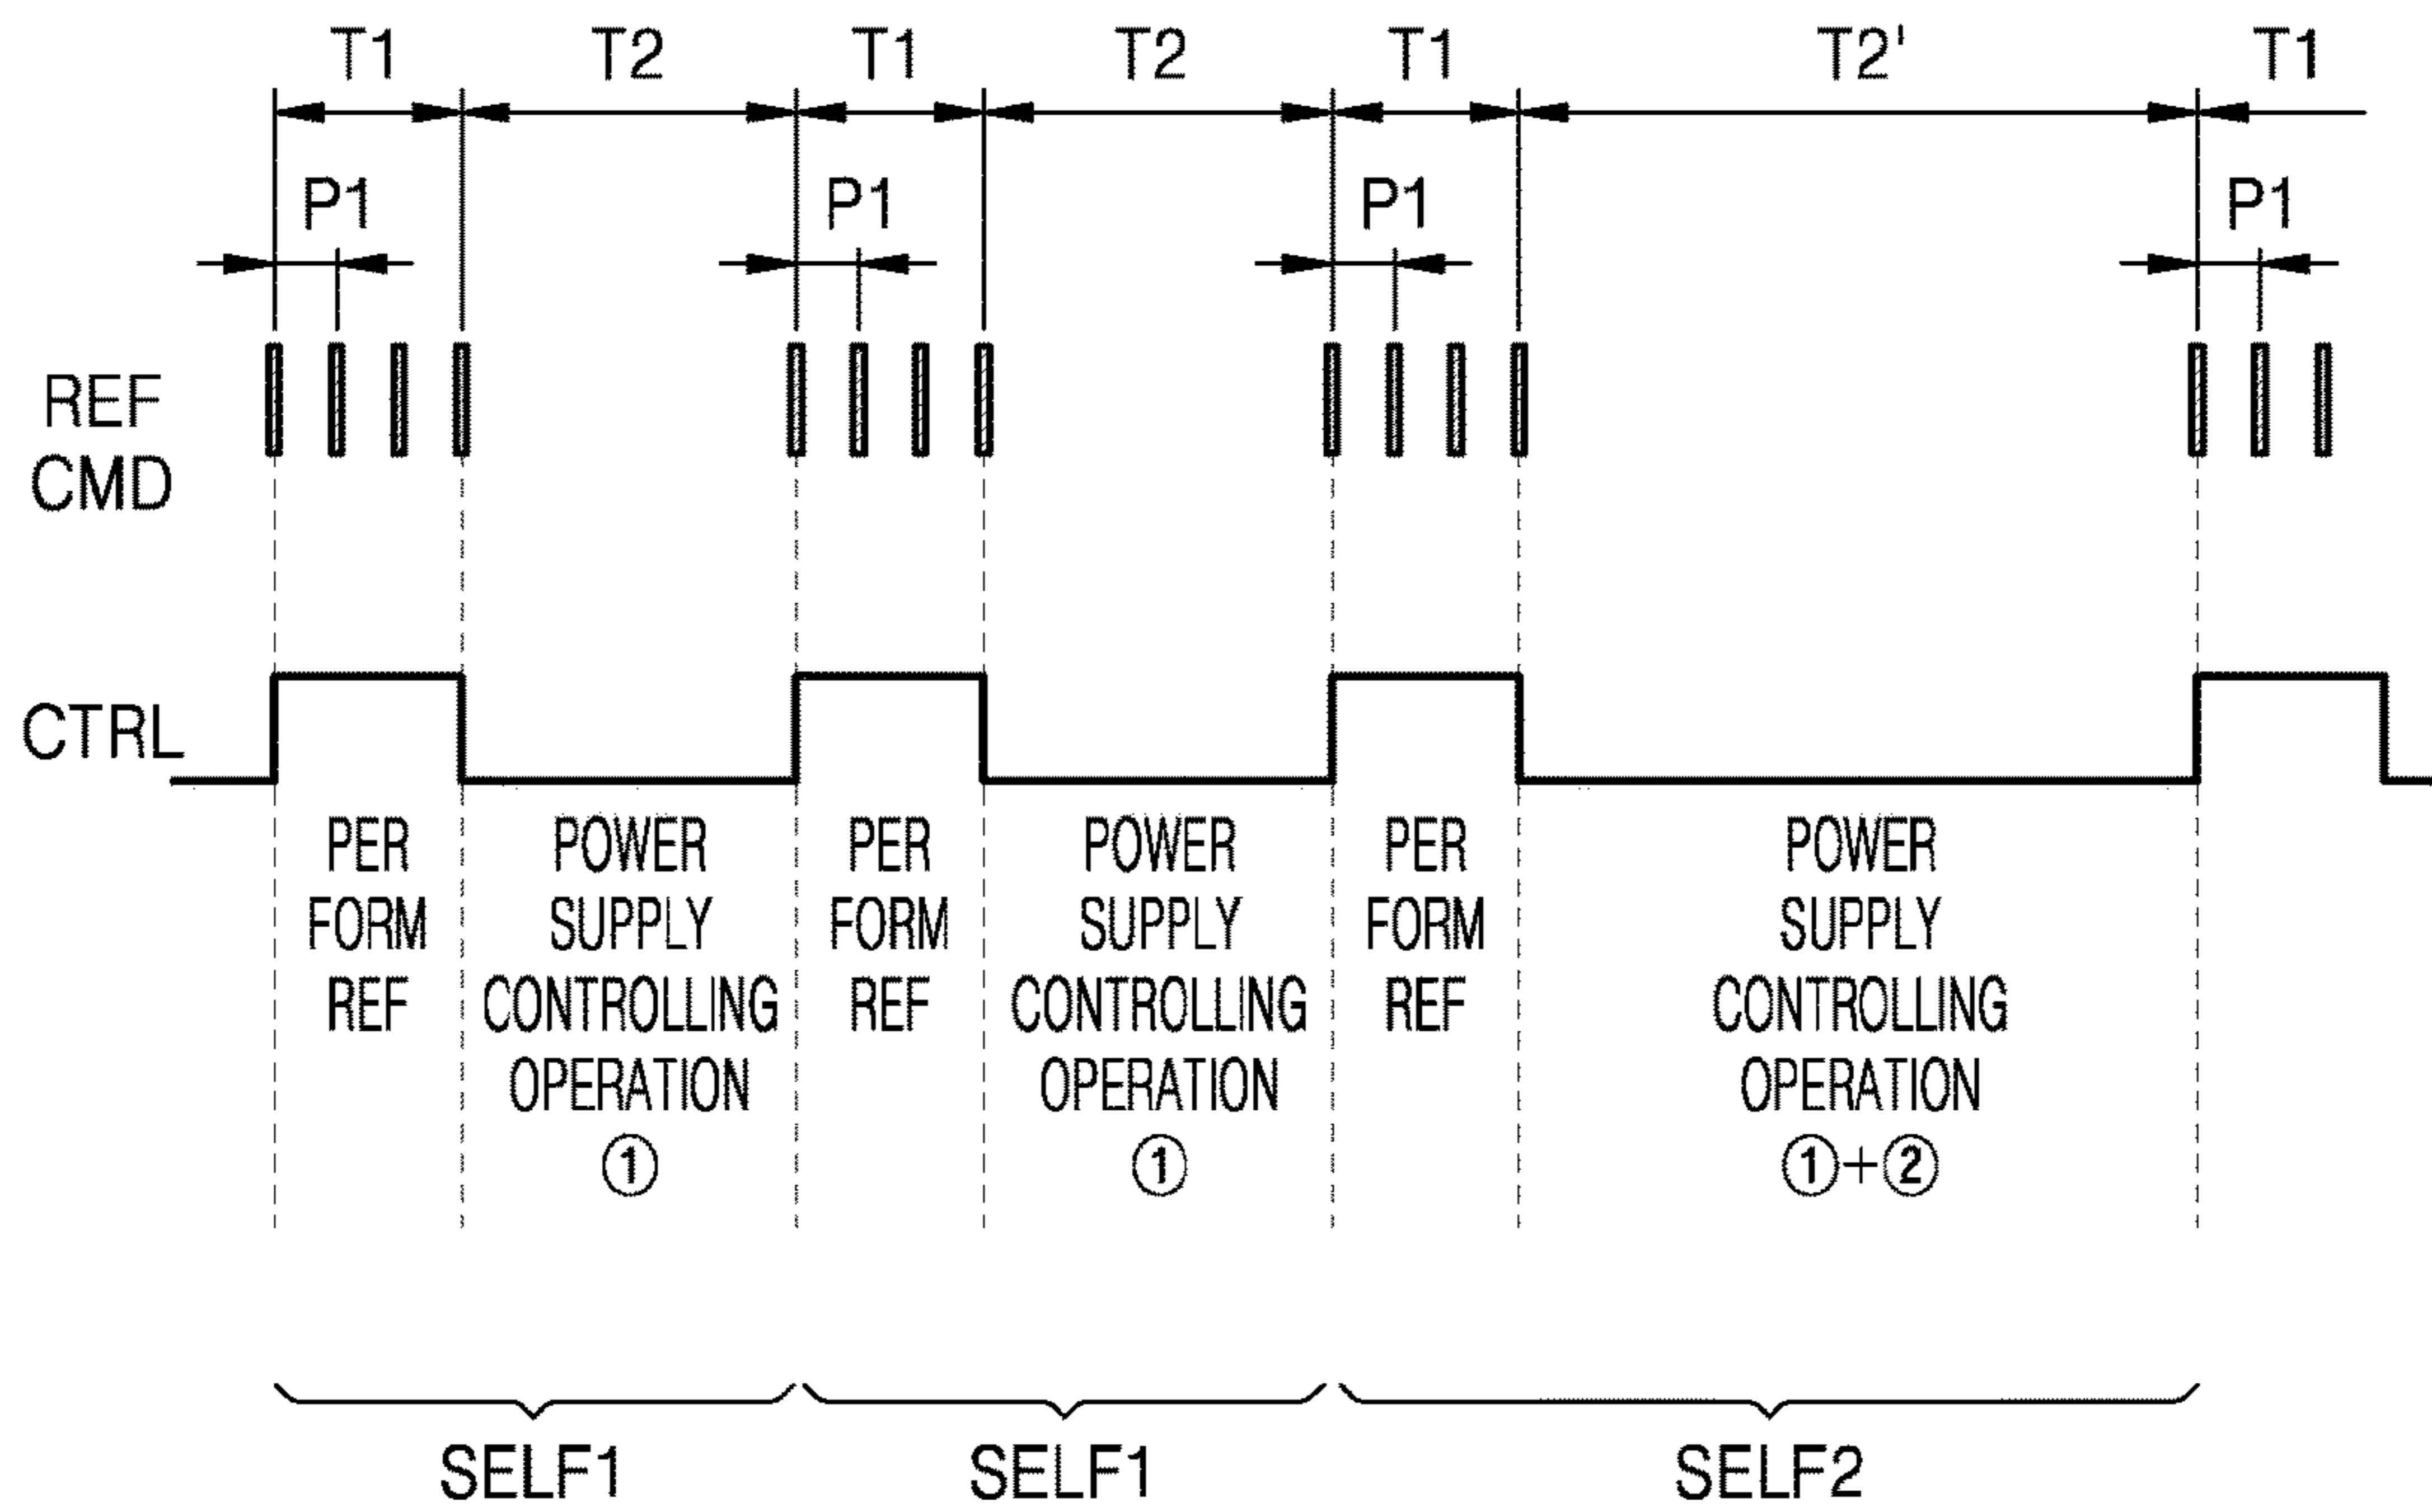 T1 T2 T1 T2 T1 T2' T1
P1 P1 P1 P1
REF
CMD
CTRL
PER POWER PER POWER PER POWER
FORM SUPPLY FORM SUPPLY FORM SUPPLY
REF CONTROLLING REF CONTROLLING REF CONTROLLING
OPERATION OPERATION OPERATION
① ① ①+②
SELF1 SELF1 SELF2